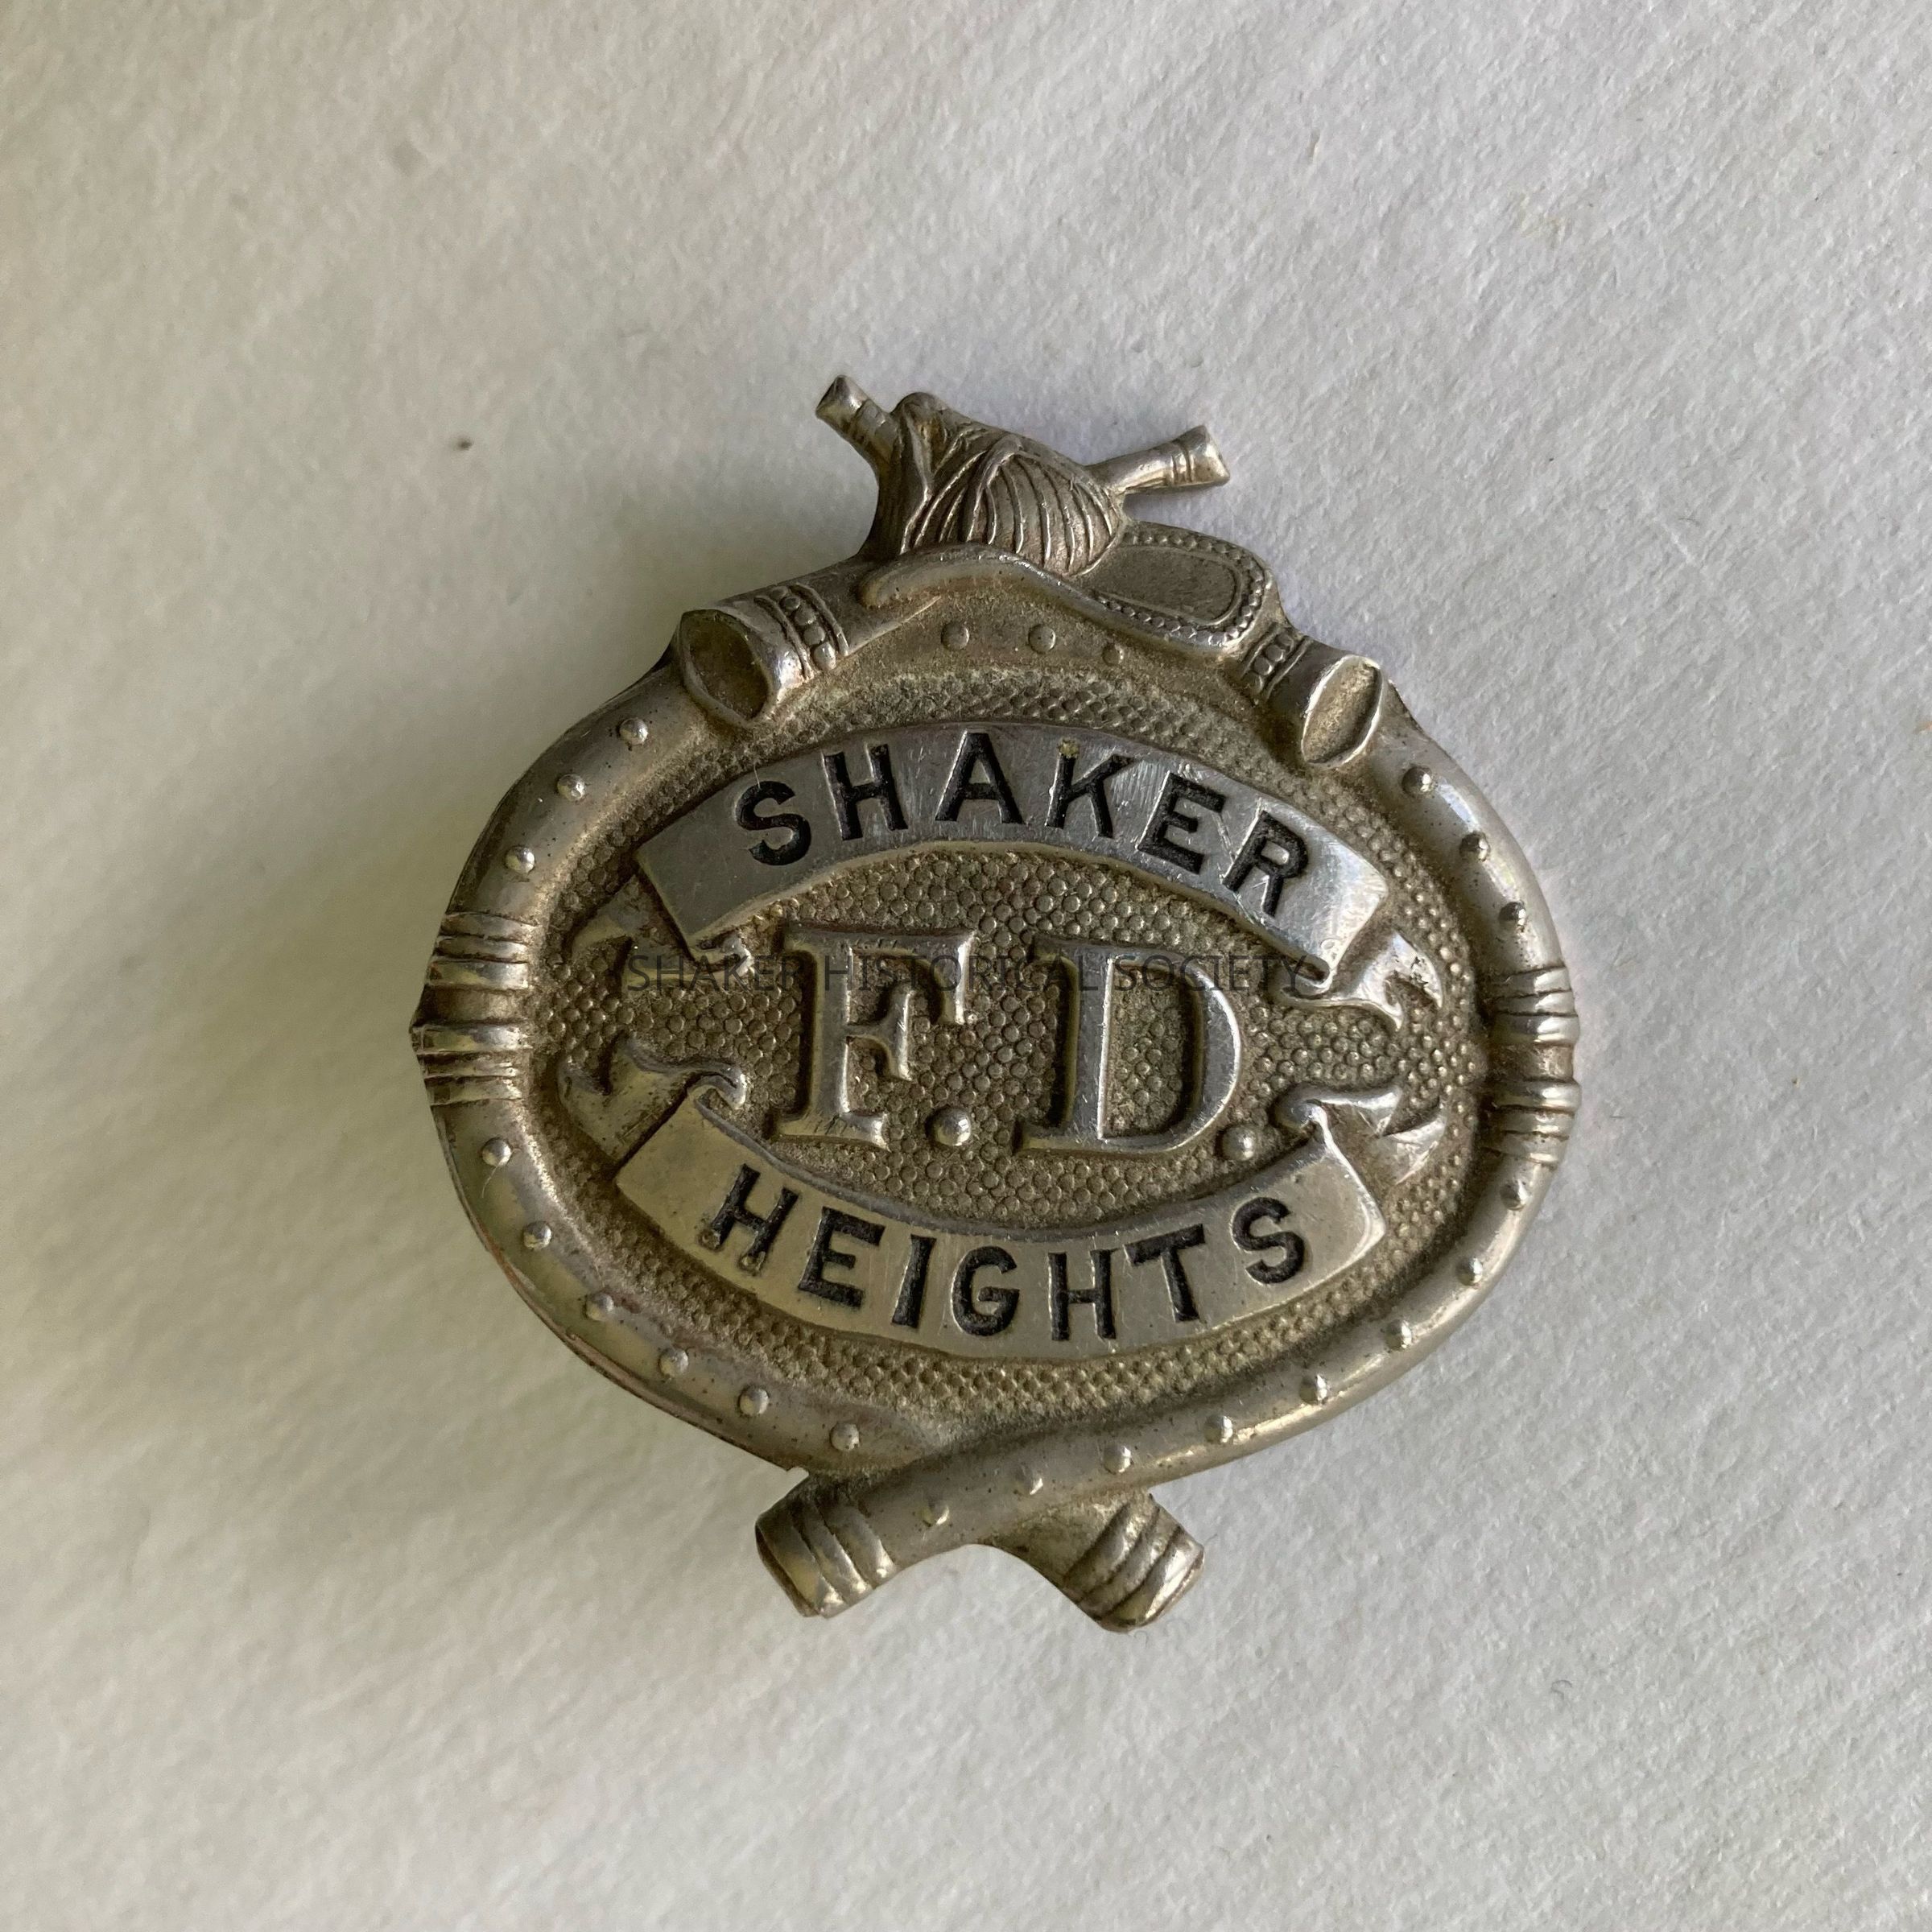 SHAKER
F.D.
SHAKER HISTORICAL SOCIETY
HEIGHTS